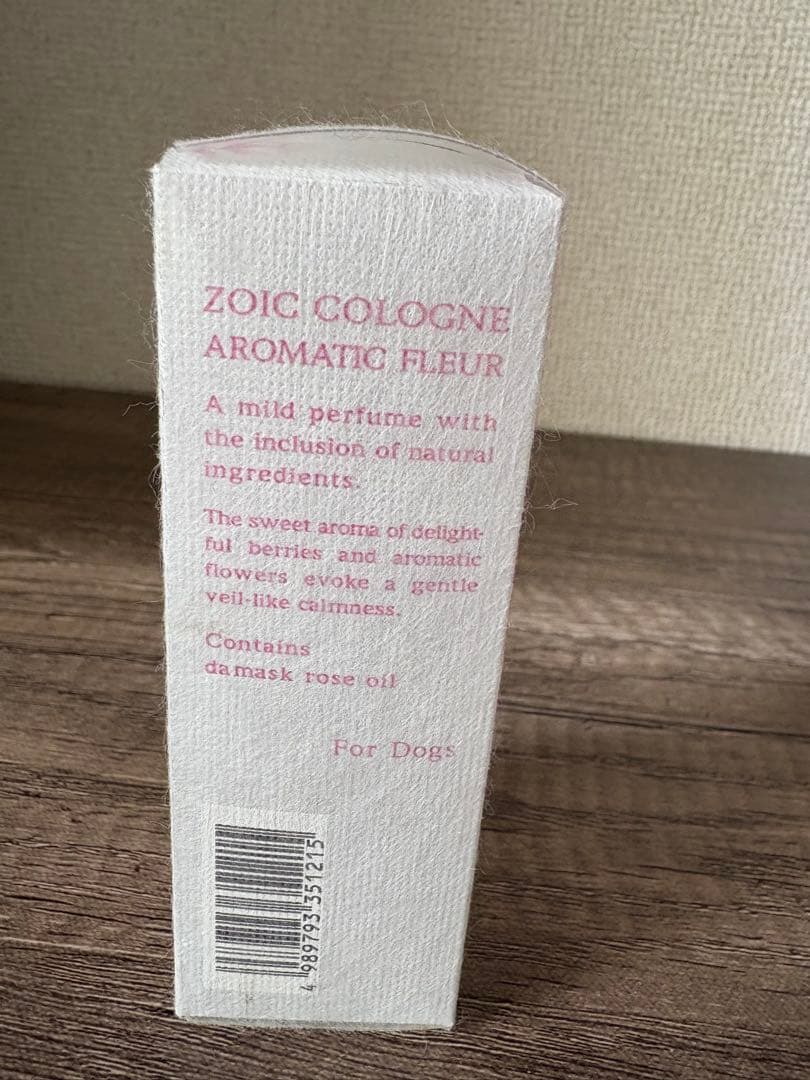 ZOIC COLOGNE
AROMATIC FLEUR
A mild perfume with
the inclusion of natural
ingredients.
The sweet aroma of delight-
ful berries and aromatic
flowers evoke a gentle
veil-like calmness.
Contains
damask rose oil
For Dogs
4 989793 351215